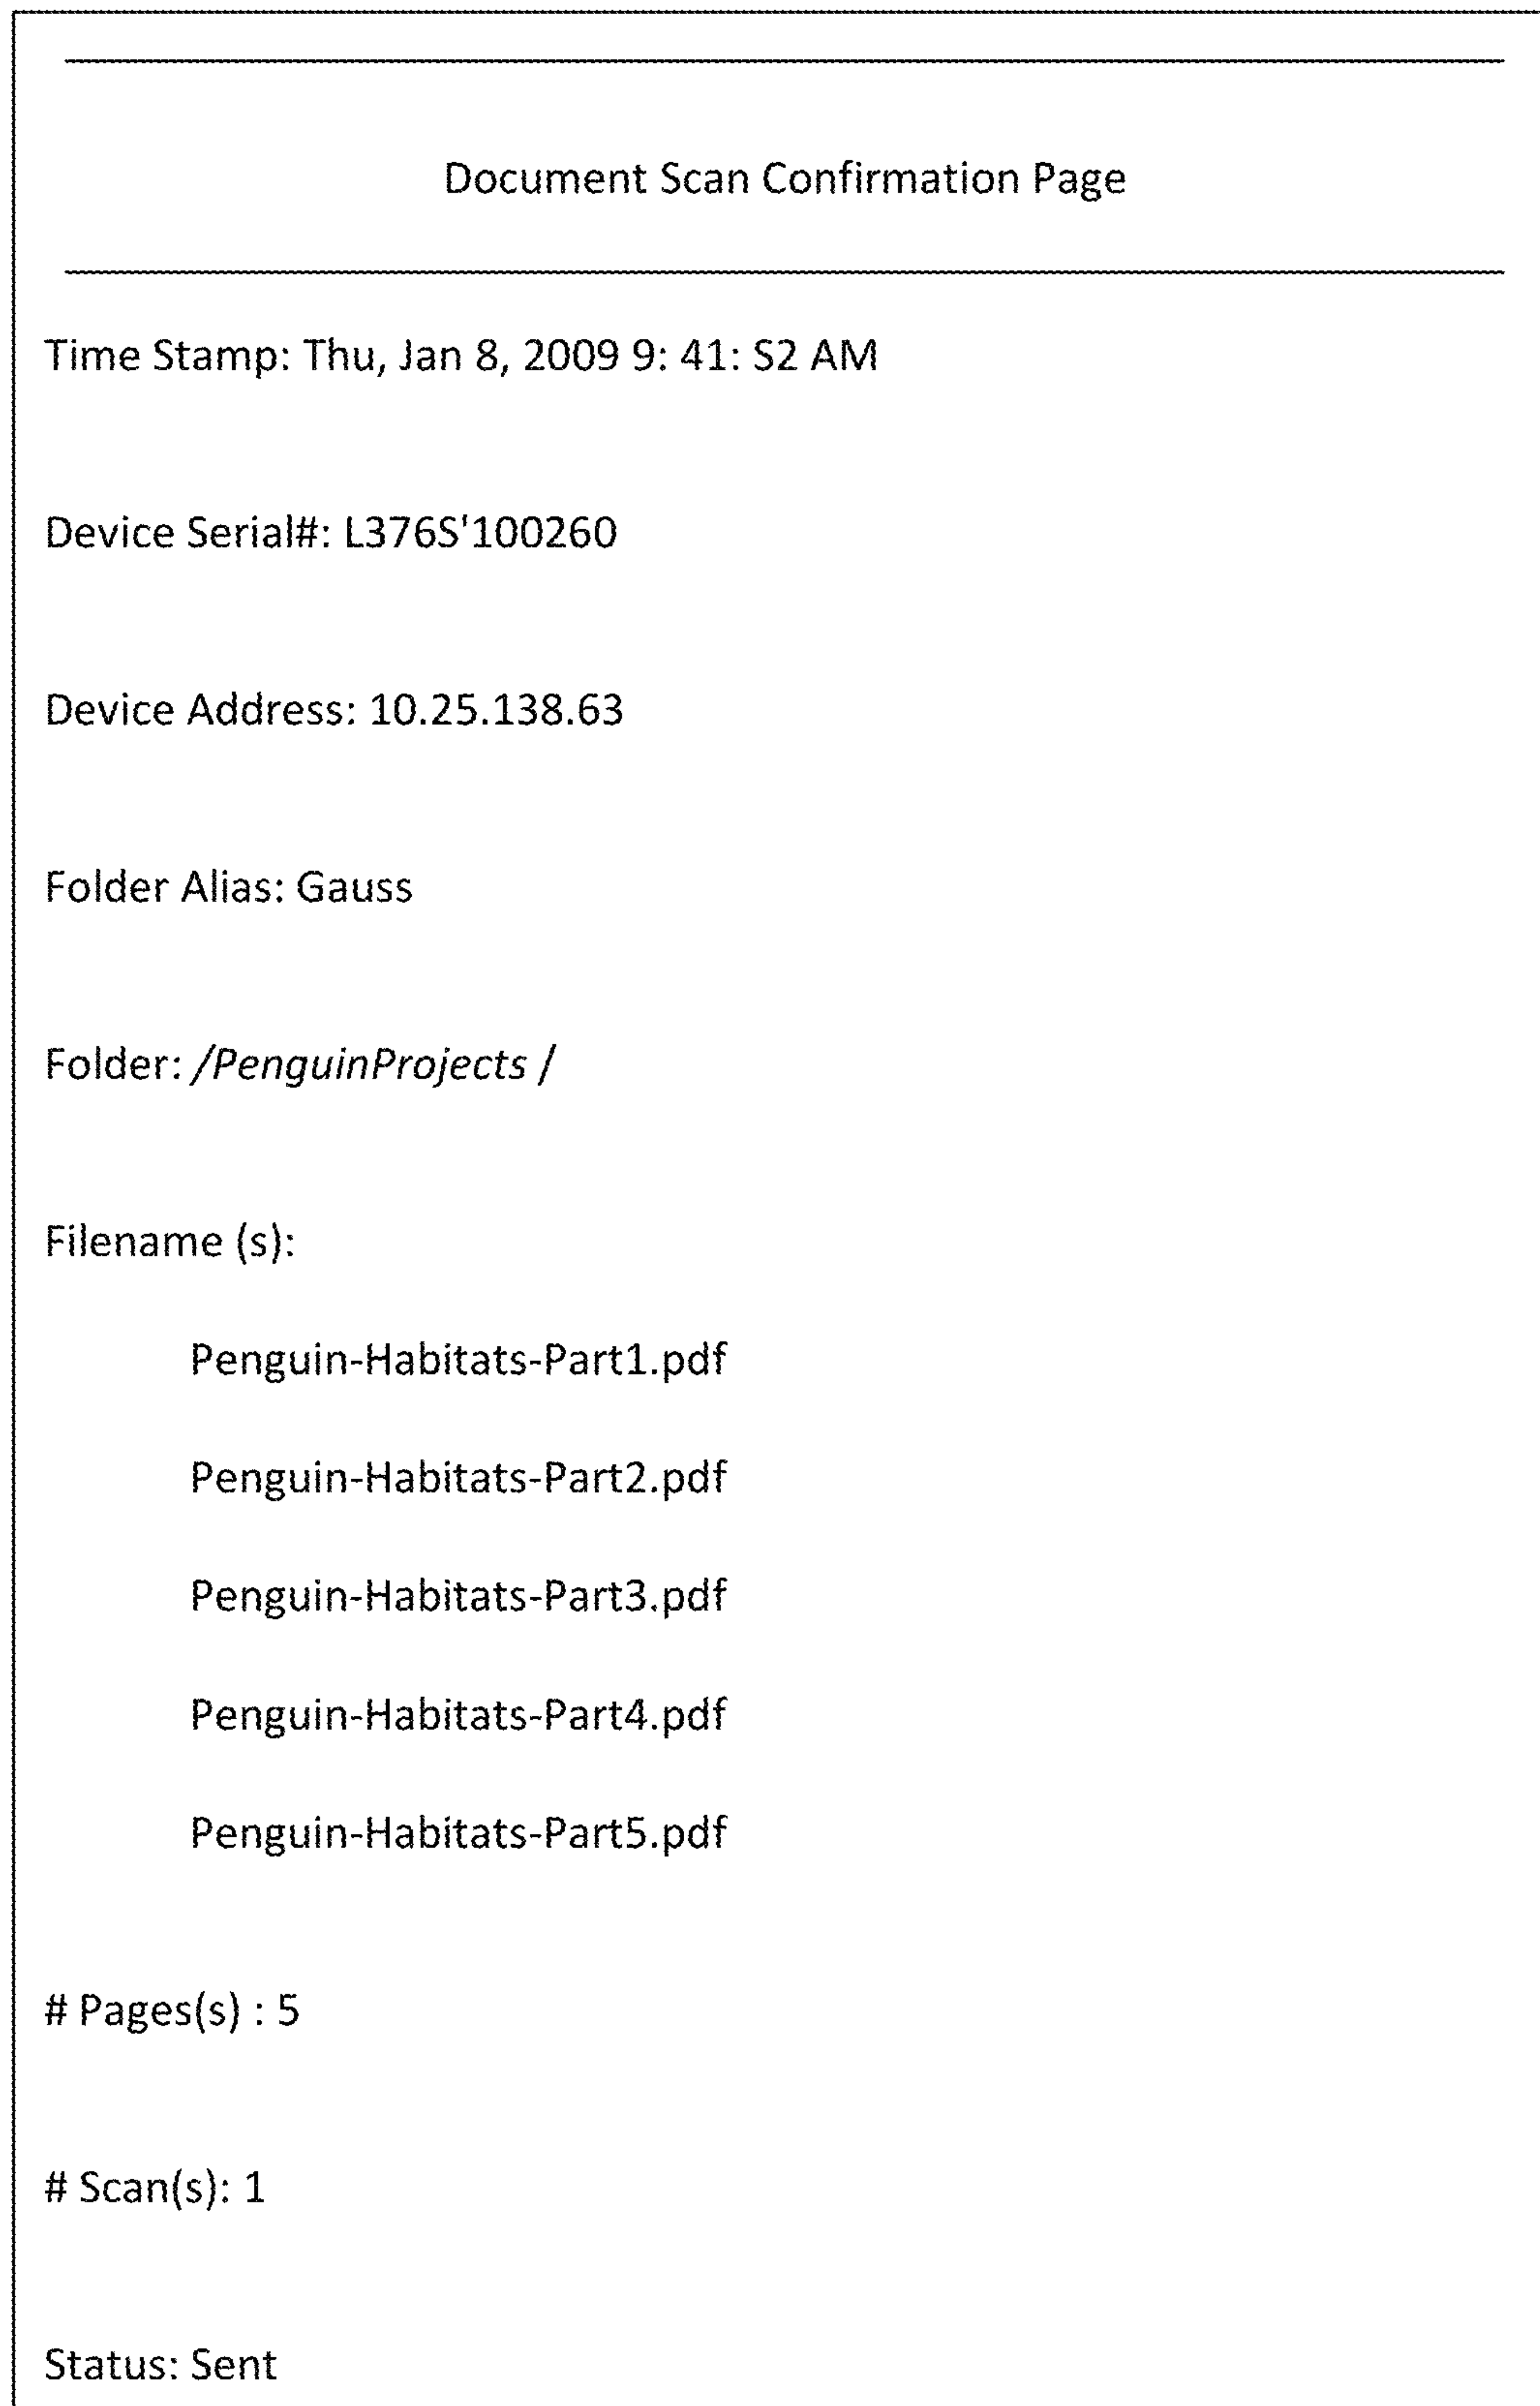 Document Scan Confirmation Page
Time Stamp: Thu, Jan 8, 2009 9: 41: S2 AM
Device Serial#: L376S'100260
Device Address: 10.25.138.63
Folder Alias: Gauss
Folder: /PenguinProjects /
Filename (s):
Penguin-Habitats-Part1.pdf
Penguin-Habitats-Part2.pdf
Penguin-Habitats-Part3.pdf
Penguin-Habitats-Part4.pdf
Penguin-Habitats-Part5.pdf
# Pages(s) : 5
# Scan(s): 1
Status: Sent